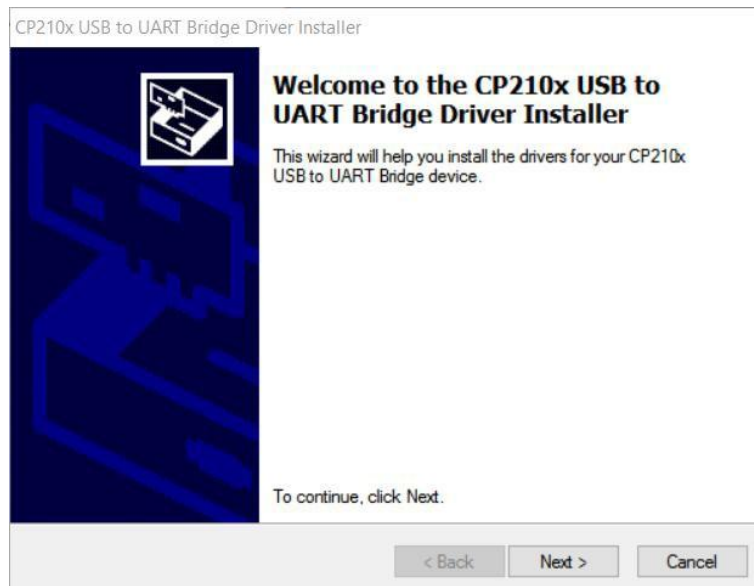 CP210x USB to UART Bridge Driver Installer
Welcome to the CP210x USB to
UART Bridge Driver Installer
This wizard will help you install the drivers for your CP210x
USB to UART Bridge device.
To continue, click Next.
< Back Next > Cancel